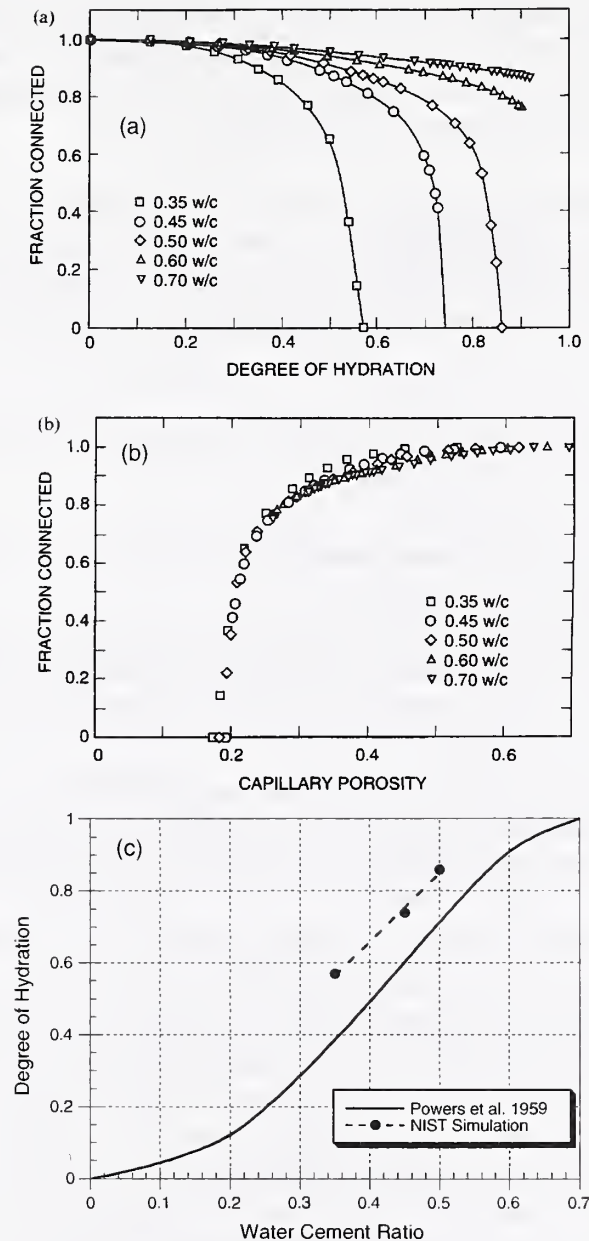 (a)
1.0
0.8
0.6
0.4
0.2
0
FRACTION CONNECTED
(a)
0.35 w/c
0.45 w/c
0.50 w/c
0.60 w/c
0.70 w/c
0 0.2 0.4 0.6 0.8 1.0
DEGREE OF HYDRATION
(b)
1.0
0.8
0.6
0.4
0.2
0
FRACTION CONNECTED
(b)
0.35 w/c
0.45 w/c
0.50 w/c
0.60 w/c
0.70 w/c
0 0.2 0.4 0.6
CAPILLARY POROSITY
1
0.8
0.6
0.4
0.2
0
Degree of Hydration
(c)
Powers et al. 1959
NIST Simulation
0 0.1 0.2 0.3 0.4 0.5 0.6 0.7
Water Cement Ratio